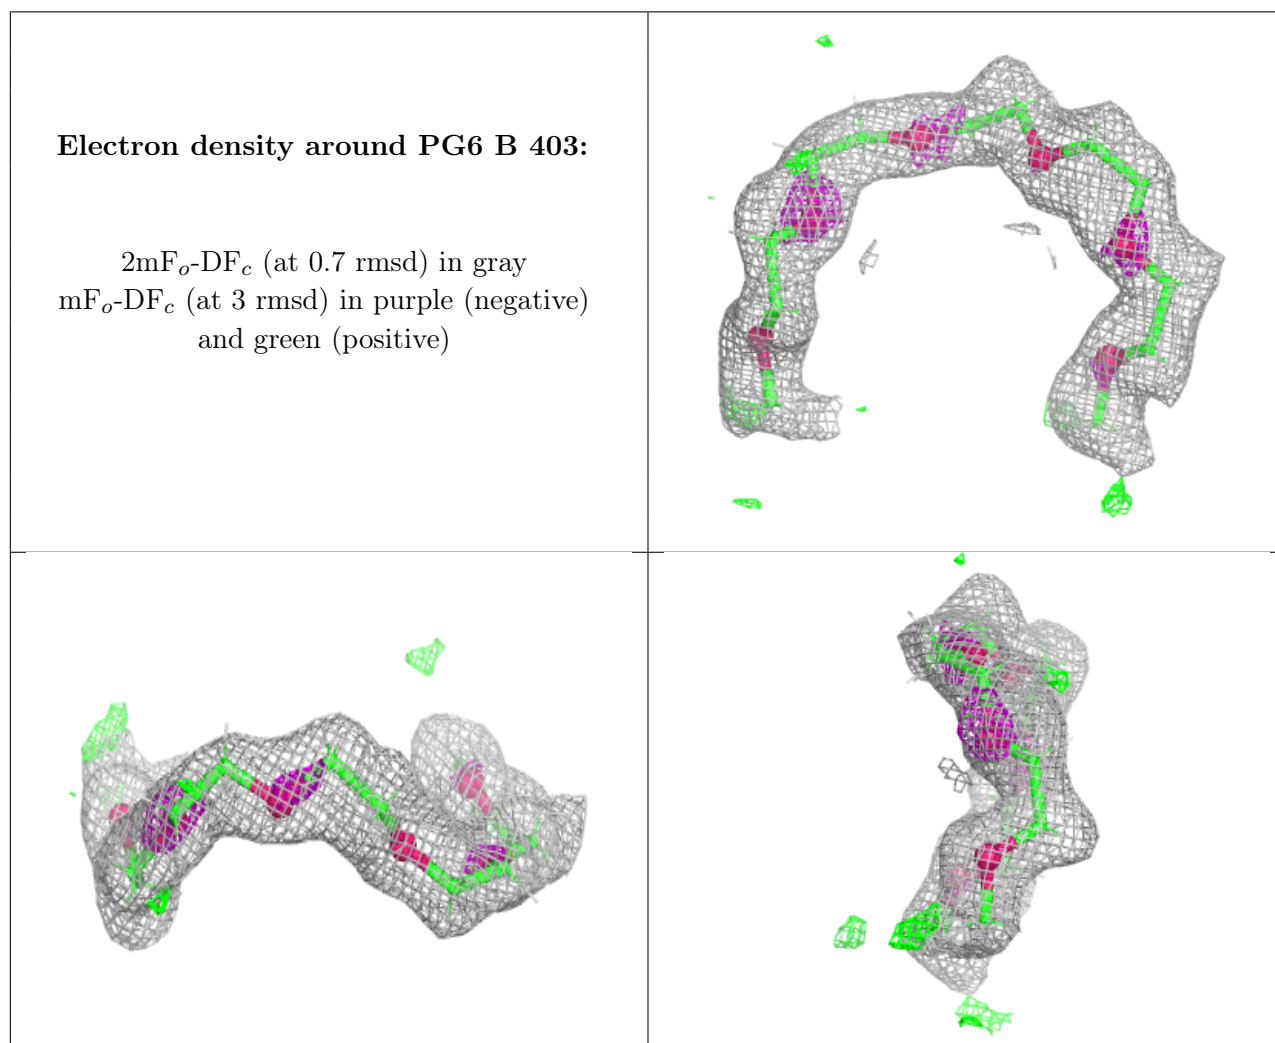 Electron density around PG6 B 403:
2mFo-DFc (at 0.7 rmsd) in gray
mFo-DFc (at 3 rmsd) in purple (negative)
and green (positive)